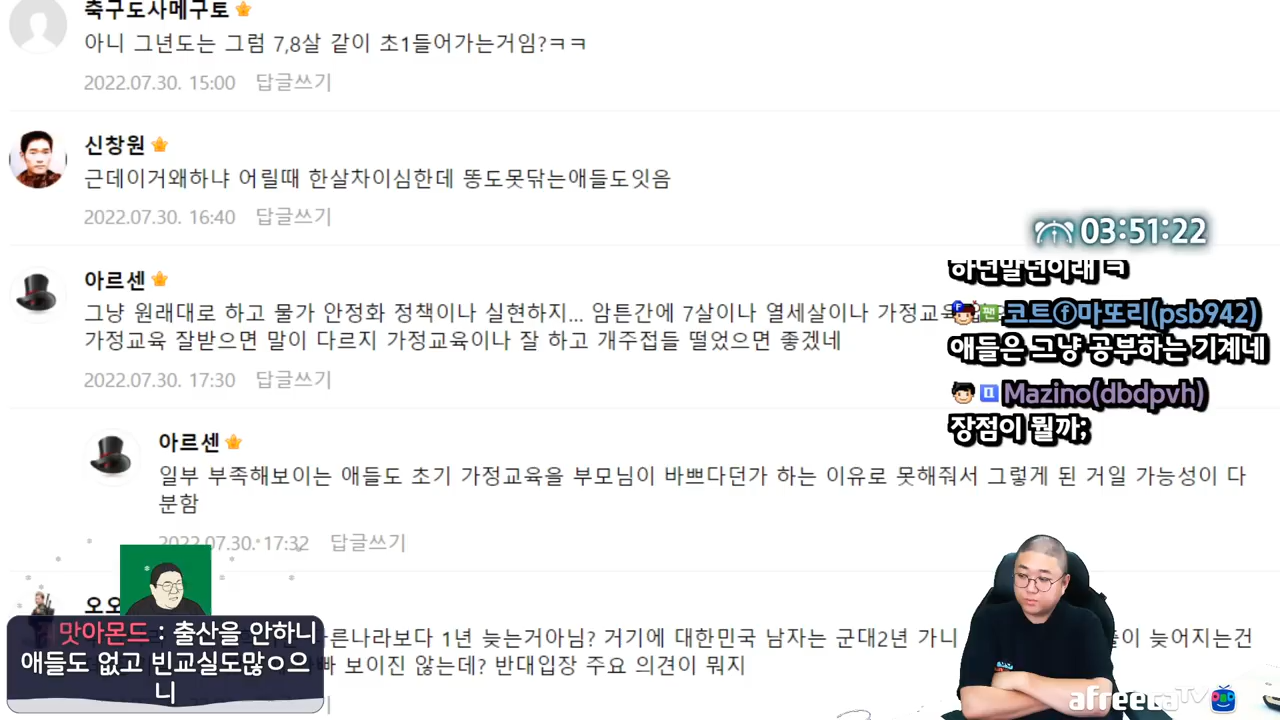 축구도사메구토
아니 그년도는 그럼 7,8살 같이 초1들어가는거임?ㅋㅋ
2022.07.30. 15:00 답글쓰기
신창원
근데이거왜하냐 어릴때 한살차이심한데 똥도못닦는애들도잇음
2022.07.30. 16:40 답글쓰기
03:51:22
하년말년이래 ㅋ
아르센
그냥 원래대로 하고 물가 안정화 정책이나 실현하지... 암튼간에 7살이나 열세살이나 가정교육
가정교육 잘받으면 말이 다르지 가정교육이나 잘 하고 개주접들 떨었으면 좋겠네
2022.07.30. 17:30 답글쓰기
팬 코트ⓕ마또리(psb942)
애들은 그냥 공부하는 기계네
Mazino(dbdpvh)
장점이 뭘까;
아르센
일부 부족해보이는 애들도 초기 가정교육을 부모님이 바쁘다던가 하는 이유로 못해줘서 그렇게 된 거일 가능성이 다
분함
2022.07.30. 17:32 답글쓰기
오오
른나라보다 1년 늦는거아님? 거기에 대한민국 남자는 군대2년 가니 이 늦어지는건
빠 보이진 않는데? 반대입장 주요 의견이 뭐지
맛아몬드 : 출산을 안하니
애들도 없고 빈교실도많ㅇ으
니
afreecaTV